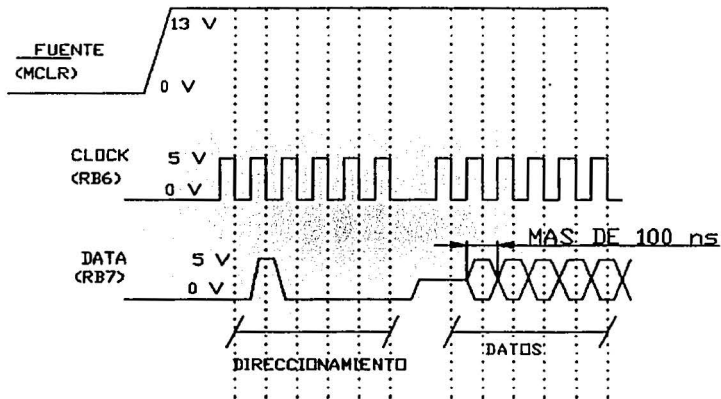 13 V
FUENTE
(MCLR)
0 V
CLOCK
(RB6)
5 V
0 V
MAS DE 100 ns
DATA
(RB7)
5 V
0 V
DIRECCIONAMIENTO
DATOS